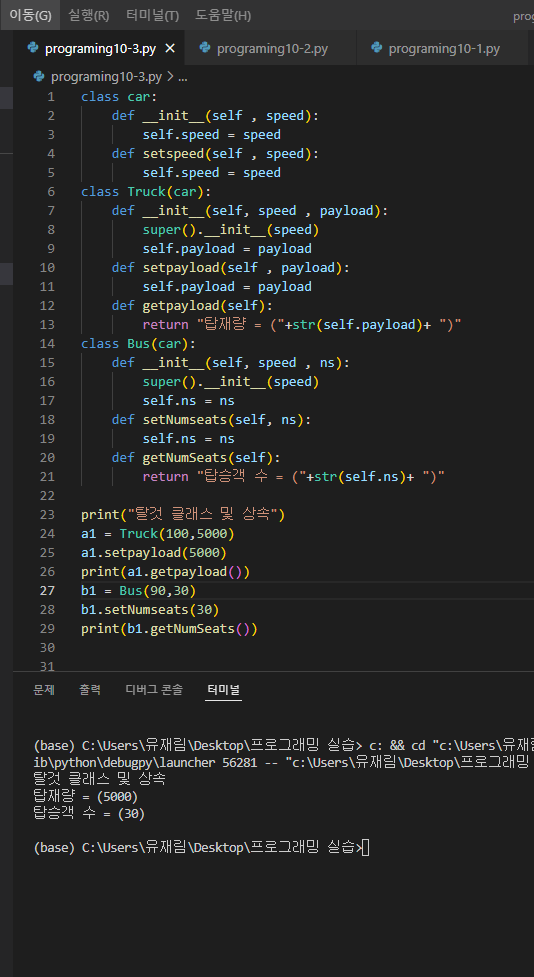 이동(G) 실행(R) 터미널(T) 도움말(H) prog
programing10-3.py programing10-2.py programing10-1.py
programing10-3.py > ...
1 class car:
2 def __init__(self , speed):
3 self.speed = speed
4 def setspeed(self , speed):
5 self.speed = speed
6 class Truck(car):
7 def __init__(self, speed , payload):
8 super().__init__(speed)
9 self.payload = payload
10 def setpayload(self , payload):
11 self.payload = payload
12 def getpayload(self):
13 return "탑재량 = ("+str(self.payload)+ ")"
14 class Bus(car):
15 def __init__(self, speed , ns):
16 super().__init__(speed)
17 self.ns = ns
18 def setNumseats(self, ns):
19 self.ns = ns
20 def getNumSeats(self):
21 return "탑승객 수 = ("+str(self.ns)+ ")"
22
23 print("탈것 클래스 및 상속")
24 a1 = Truck(100,5000)
25 a1.setpayload(5000)
26 print(a1.getpayload())
27 b1 = Bus(90,30)
28 b1.setNumseats(30)
29 print(b1.getNumSeats())
30
31
문제 출력 디버그 콘솔 터미널
(base) C:\Users\유재림\Desktop\프로그래밍 실습> c: && cd "c:\Users\유재림
ib\python\debugpy\launcher 56281 -- "c:\Users\유재림\Desktop\프로그래밍
탈것 클래스 및 상속
탑재량 = (5000)
탑승객 수 = (30)
(base) C:\Users\유재림\Desktop\프로그래밍 실습>